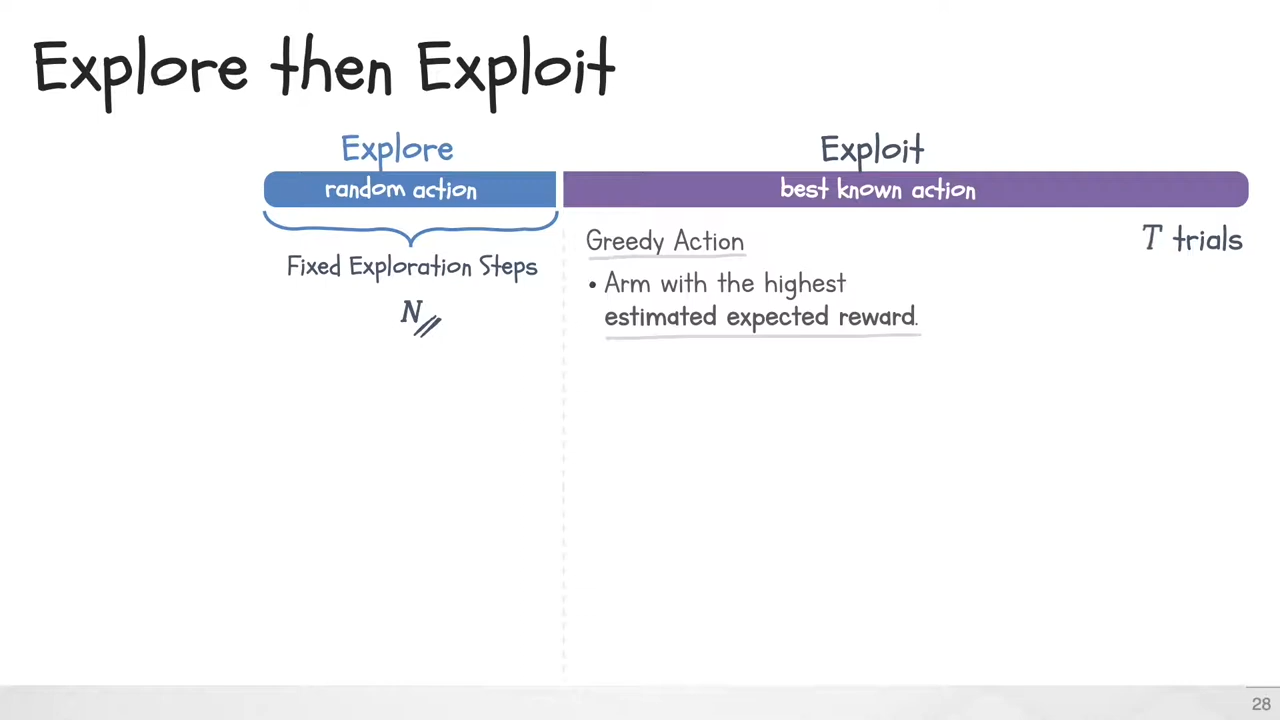 Explore then Exploit
Explore
Exploit
random action
best known action
Fixed Exploration Steps
N
Greedy Action
T trials
• Arm with the highest
estimated expected reward.
28